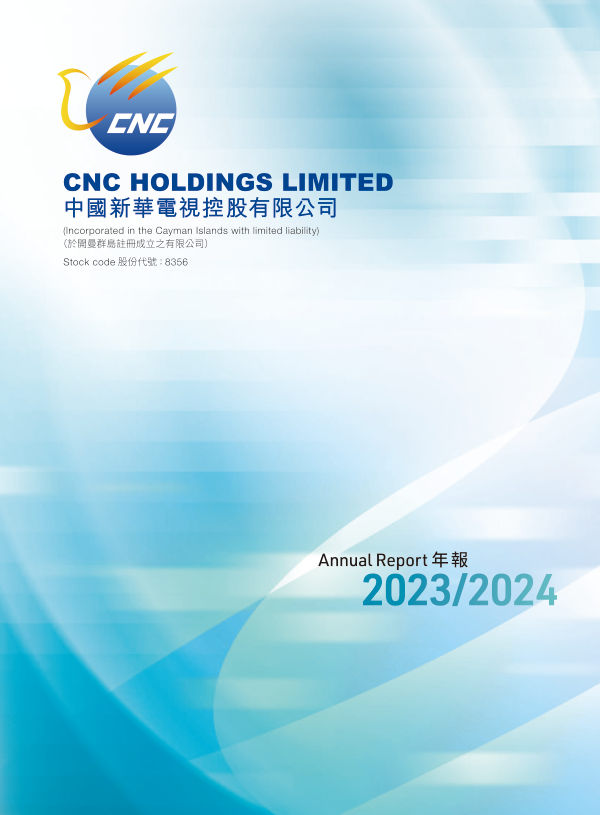 CNC
CNC HOLDINGS LIMITED
中國新華電視控股有限公司
(Incorporated in the Cayman Islands with limited liability)
(於開曼群島註冊成立之有限公司)
Stock code 股份代號：8356
Annual Report 年報
2023/2024